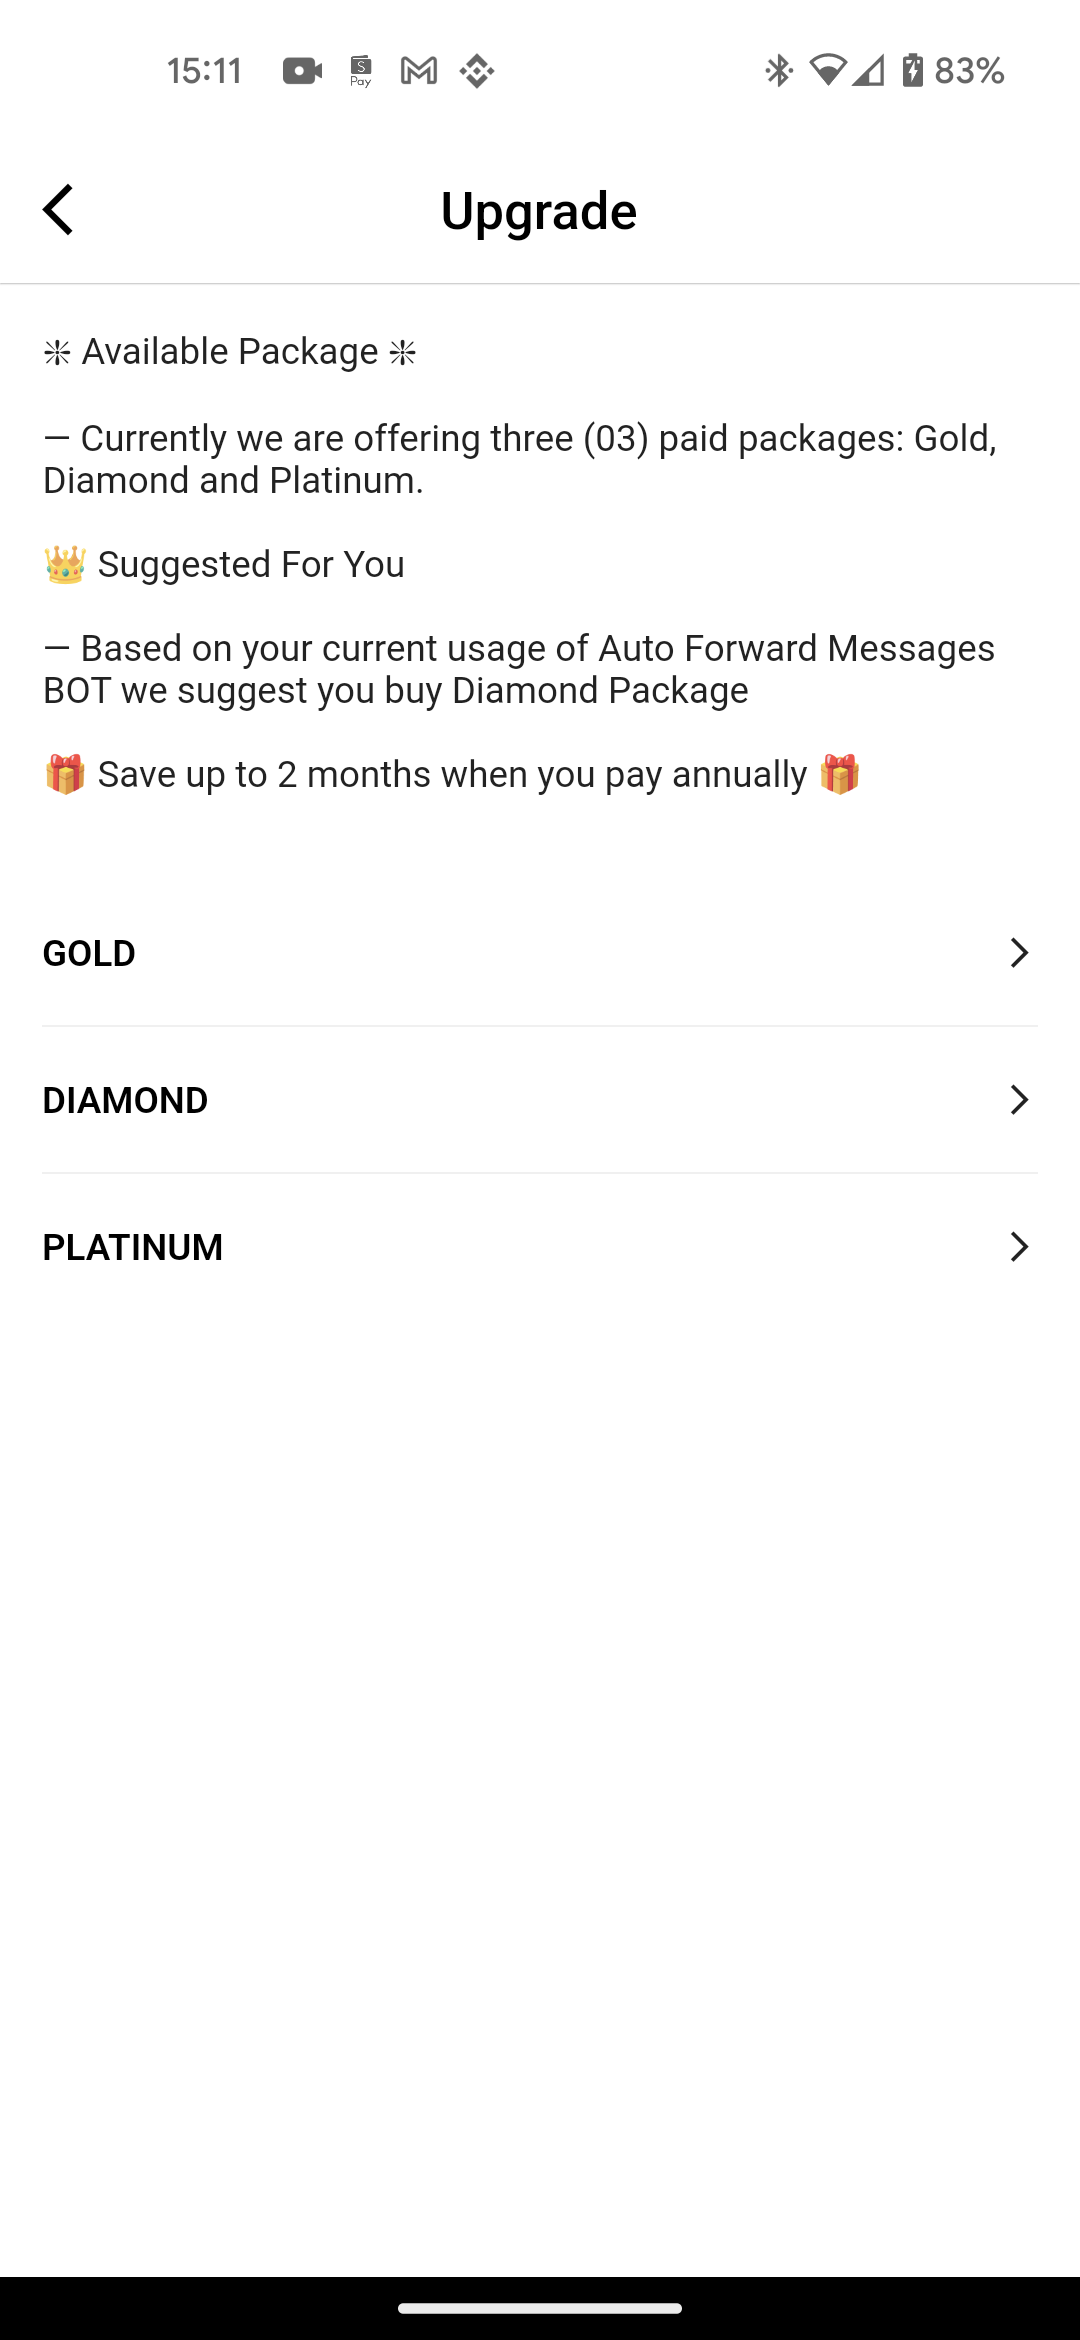 15:11
S
Pay
83%
Upgrade
❊ Available Package ❊
— Currently we are offering three (03) paid packages: Gold,
Diamond and Platinum.
👑 Suggested For You
— Based on your current usage of Auto Forward Messages
BOT we suggest you buy Diamond Package
🎁 Save up to 2 months when you pay annually 🎁
GOLD
DIAMOND
PLATINUM